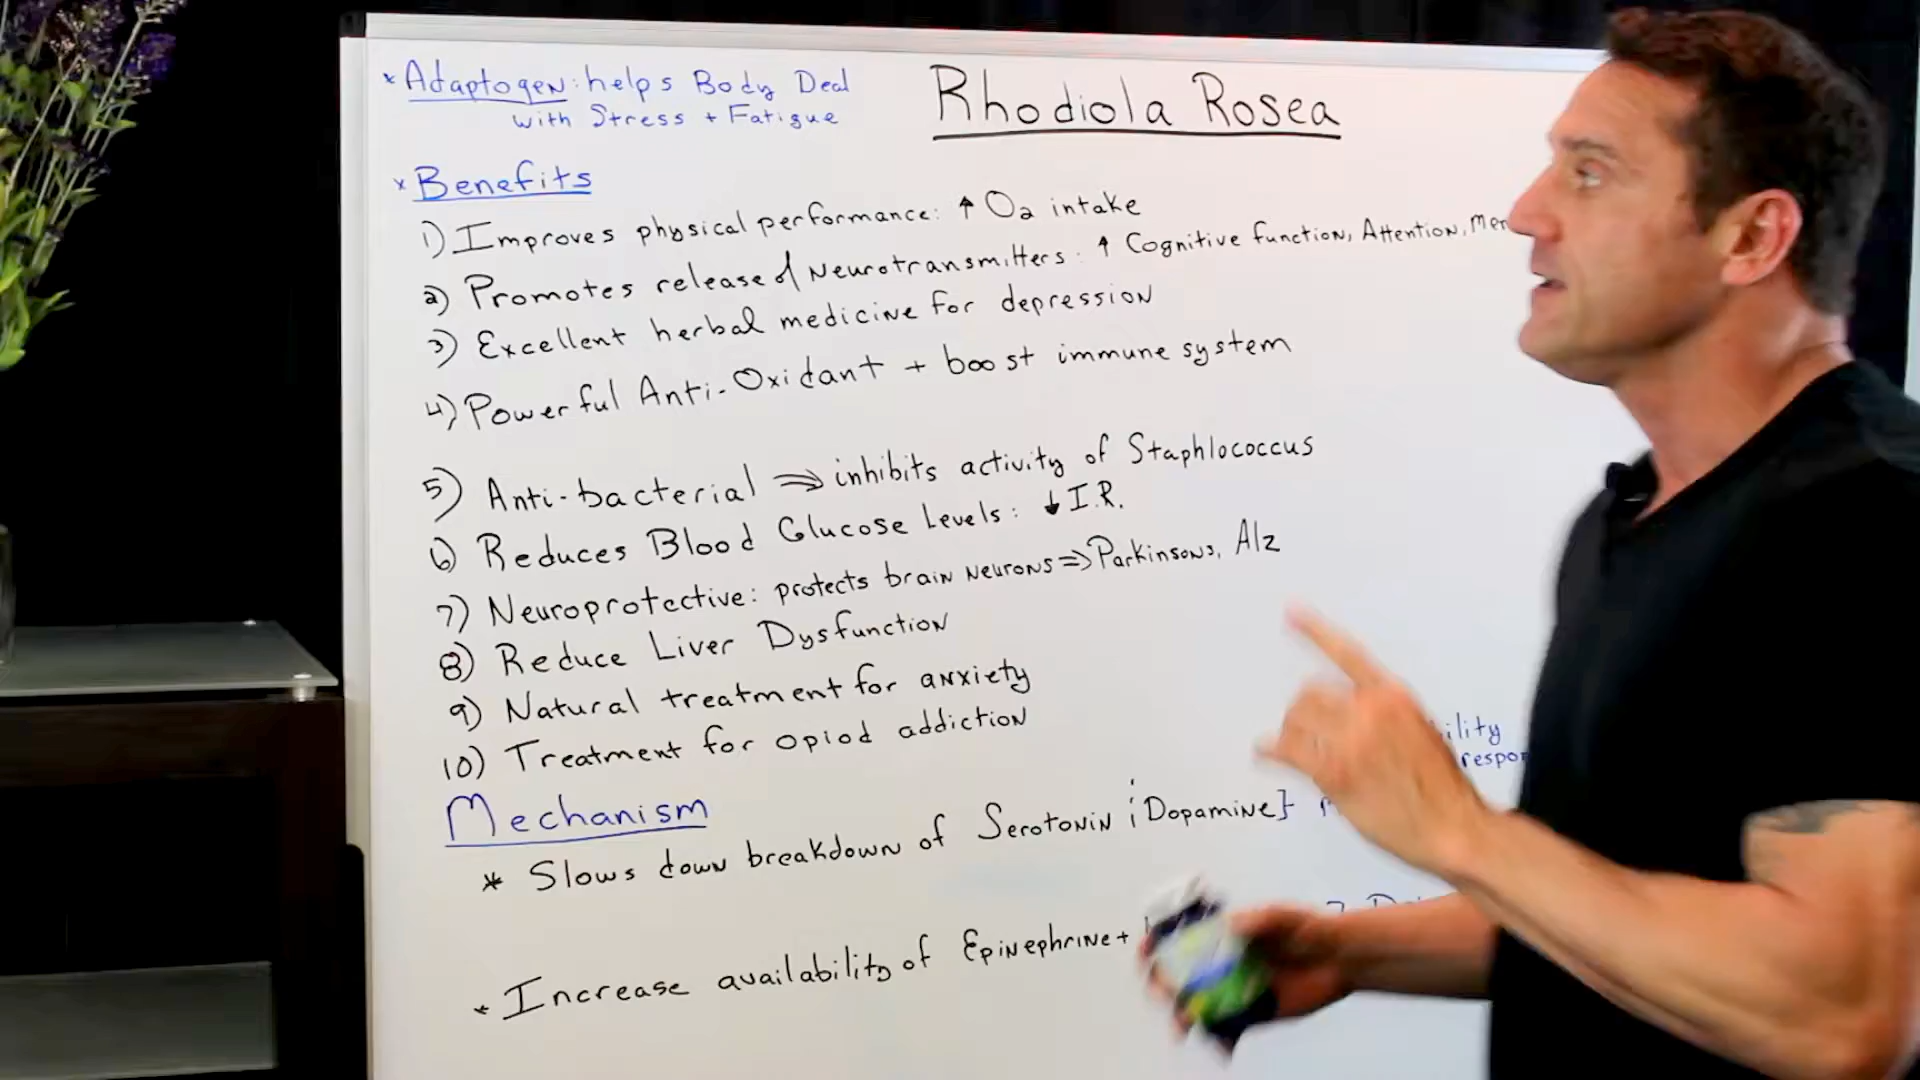 Rhodiola Rosea
* Adaptogen: helps Body Deal
with Stress + Fatigue
* Benefits
1) Improves physical performance: ↑ O2 intake
2) Promotes release of Neurotransmitters: ↑ Cognitive function, Attention,
3) Excellent herbal medicine for depression
4) Powerful Anti-Oxidant + boost immune system
5) Anti-bacterial ⇒ inhibits activity of Staphlococcus
6) Reduces Blood Glucose Levels: ↓ I.R.
7) Neuroprotective: protects brain neurons ⇒ Parkinsons, Alz
8) Reduce Liver Dysfunction
9) Natural treatment for anxiety
10) Treatment for opiod addiction
Mechanism
* Slows down breakdown of Serotonin ; Dopamine}
* Increase availability of Epinephrine +